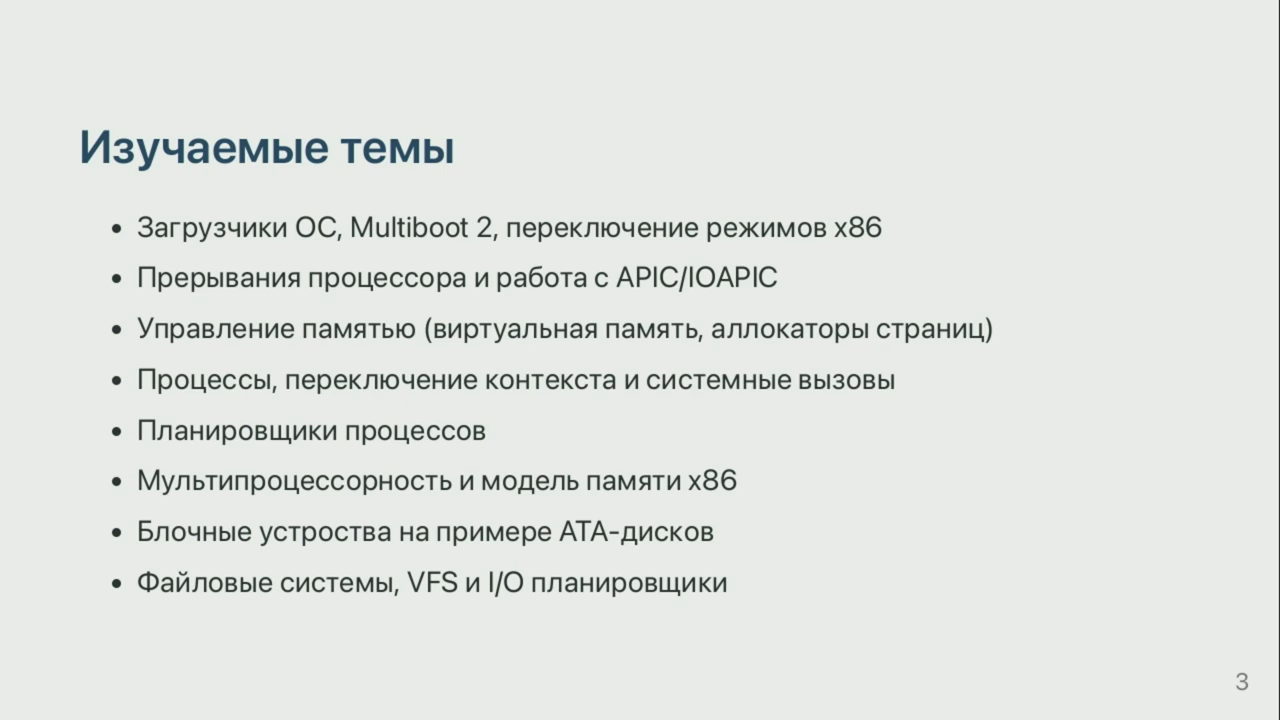 Изучаемые темы
• Загрузчики ОС, Multiboot 2, переключение режимов x86
• Прерывания процессора и работа с APIC/IOAPIC
• Управление памятью (виртуальная память, аллокаторы страниц)
• Процессы, переключение контекста и системные вызовы
• Планировщики процессов
• Мультипроцессорность и модель памяти x86
• Блочные устроства на примере ATA-дисков
• Файловые системы, VFS и I/O планировщики
3